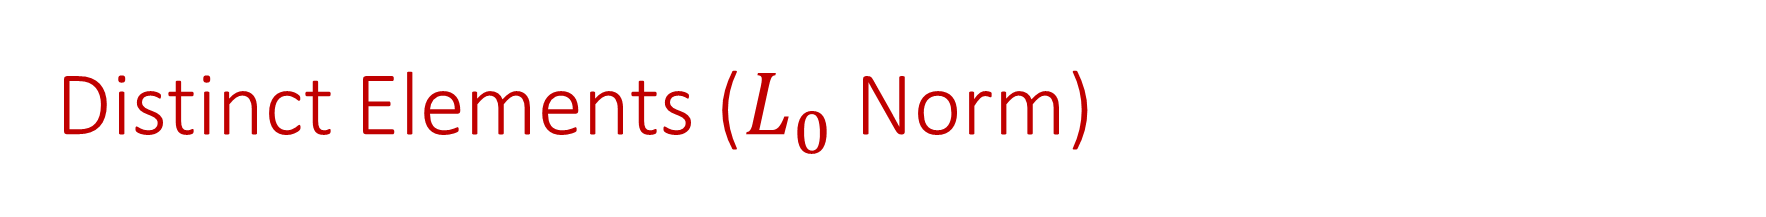 Distinct Elements (𝑳₀ Norm)